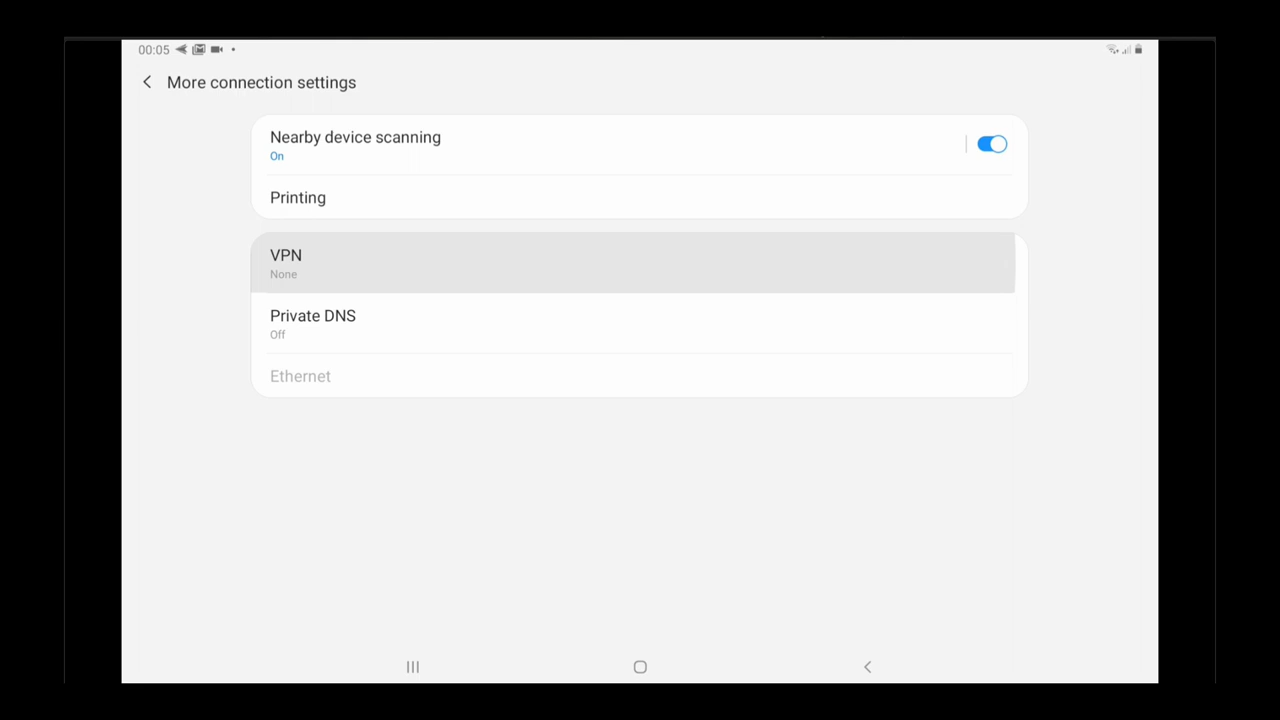 00:05
More connection settings
Nearby device scanning
On
Printing
VPN
None
Private DNS
Off
Ethernet